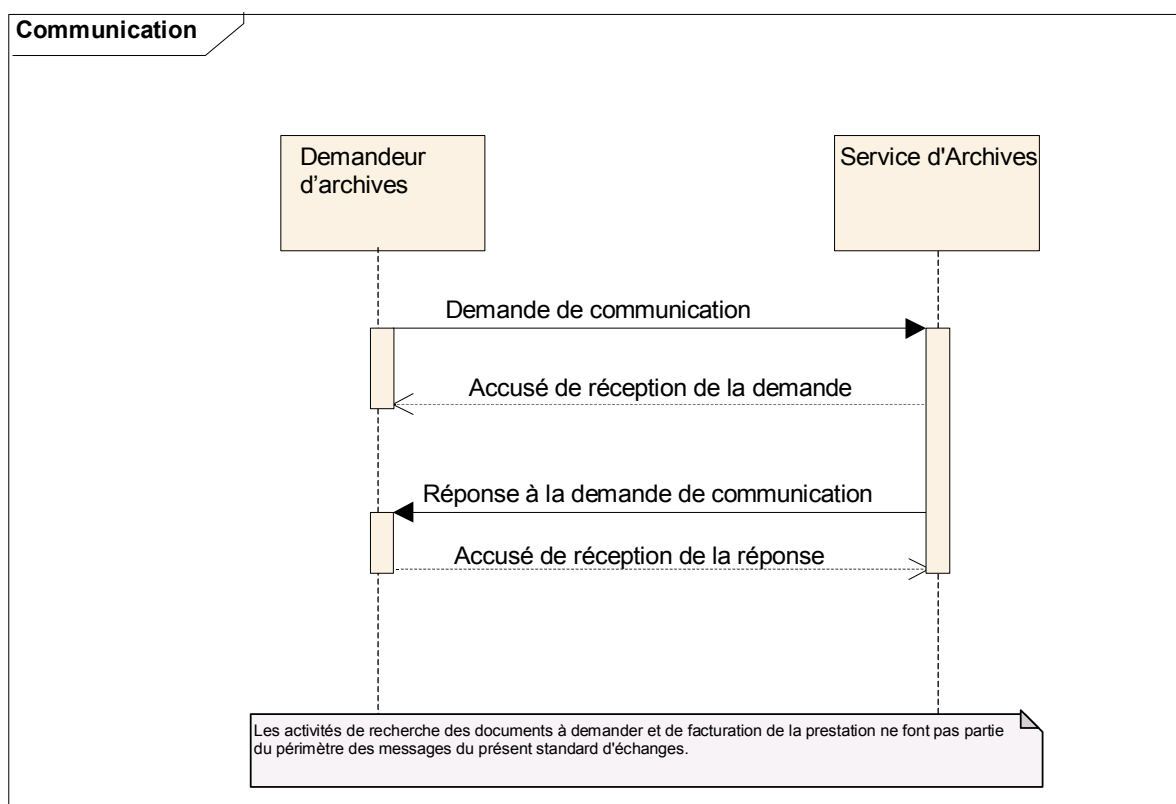 Communication
Demandeur
d’archives
Service d'Archives
Demande de communication
Accusé de réception de la demande
Réponse à la demande de communication
Accusé de réception de la réponse
Les activités de recherche des documents à demander et de facturation de la prestation ne font pas partie
du périmètre des messages du présent standard d'échanges.